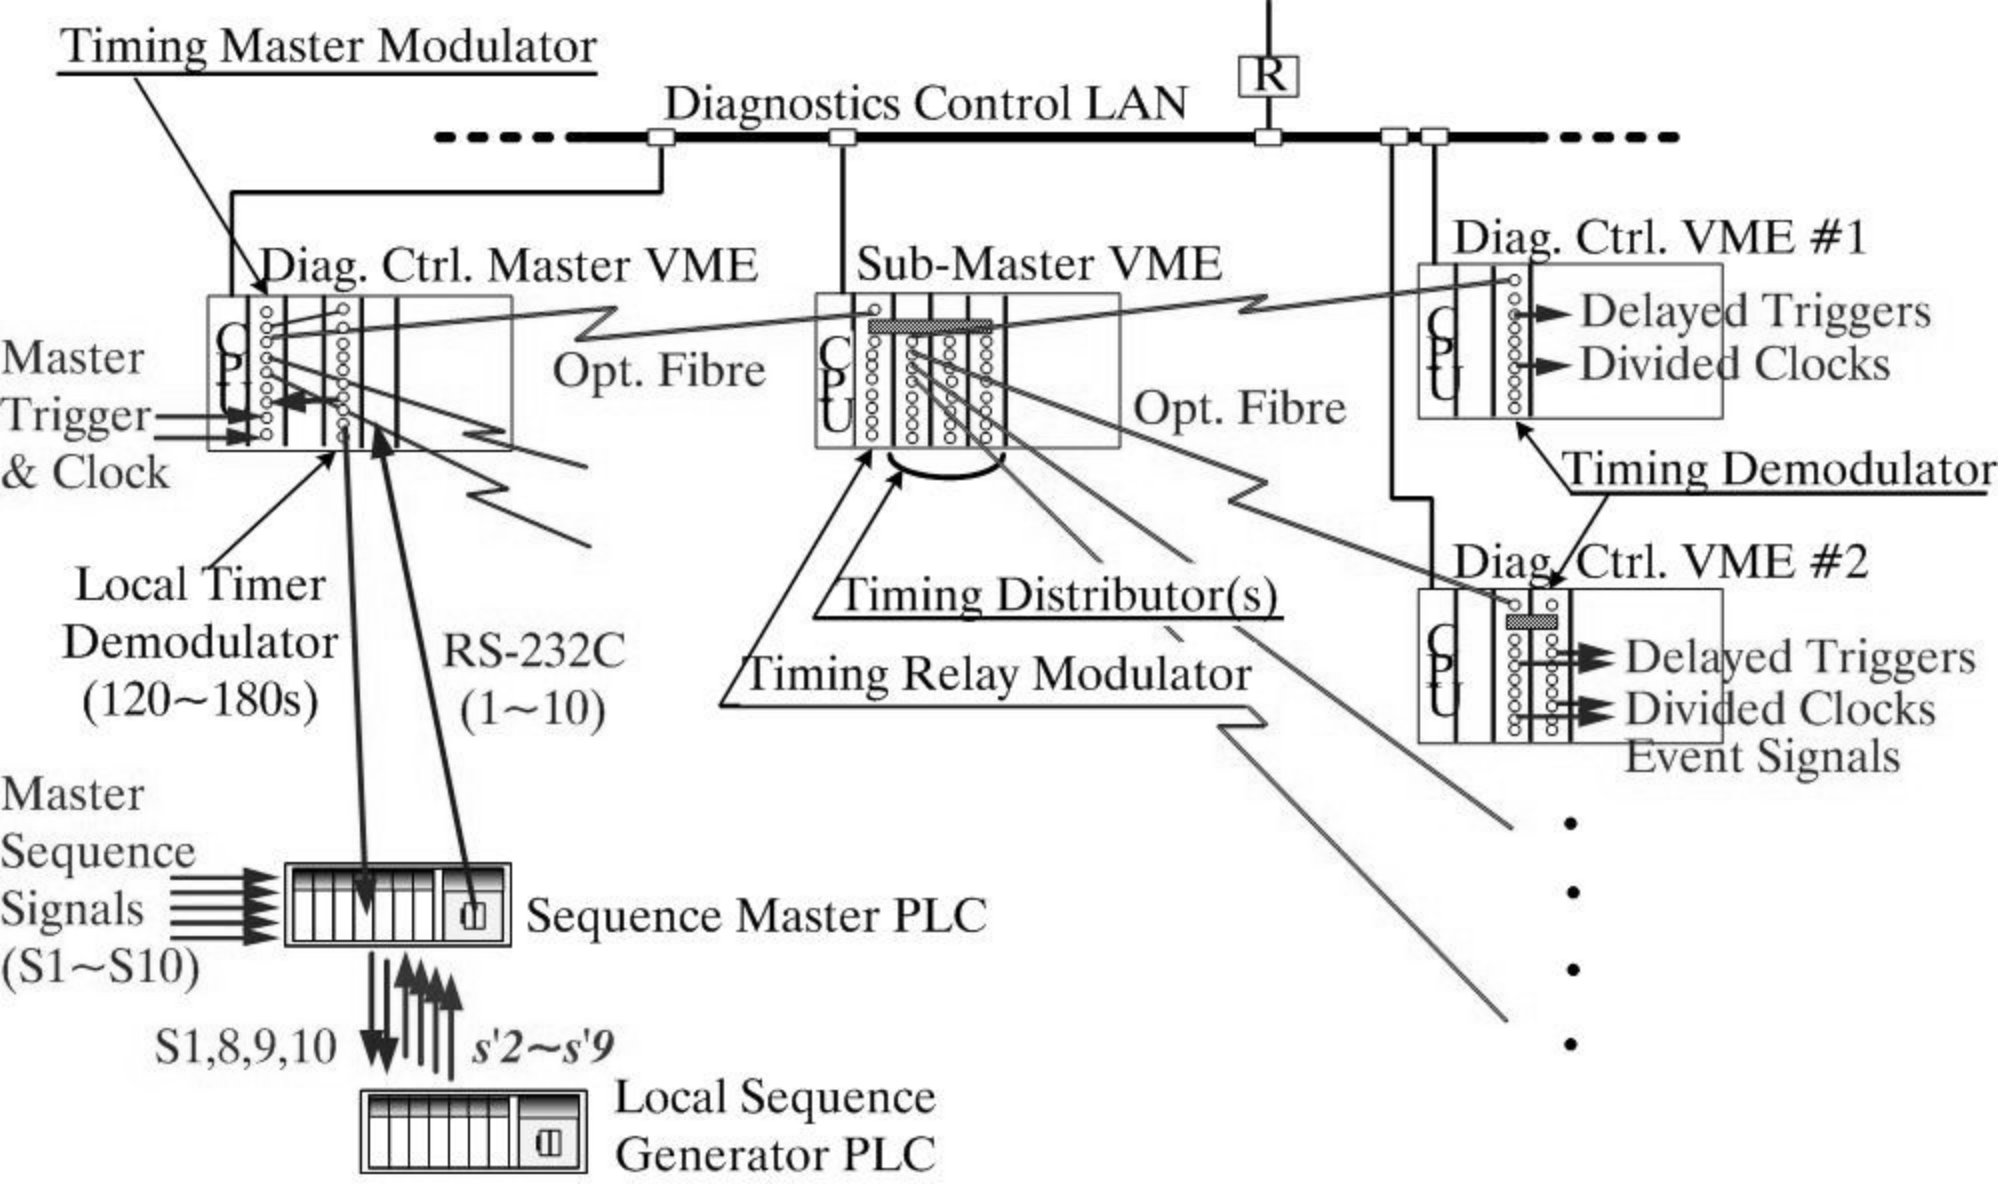 Timing Master Modulator
R
Diagnostics Control LAN
Diag. Ctrl. Master VME
Sub-Master VME
Diag. Ctrl. VME #1
CPU
CPU
CPU
Master
Trigger
& Clock
Opt. Fibre
Opt. Fibre
Delayed Triggers
Divided Clocks
Timing Demodulator
Local Timer
Demodulator
(120~180s)
RS-232C
(1~10)
Timing Distributor(s)
Timing Relay Modulator
Diag. Ctrl. VME #2
CPU
Delayed Triggers
Divided Clocks
Event Signals
Master
Sequence
Signals
(S1~S10)
Sequence Master PLC
S1,8,9,10
s'2~s'9
Local Sequence
Generator PLC